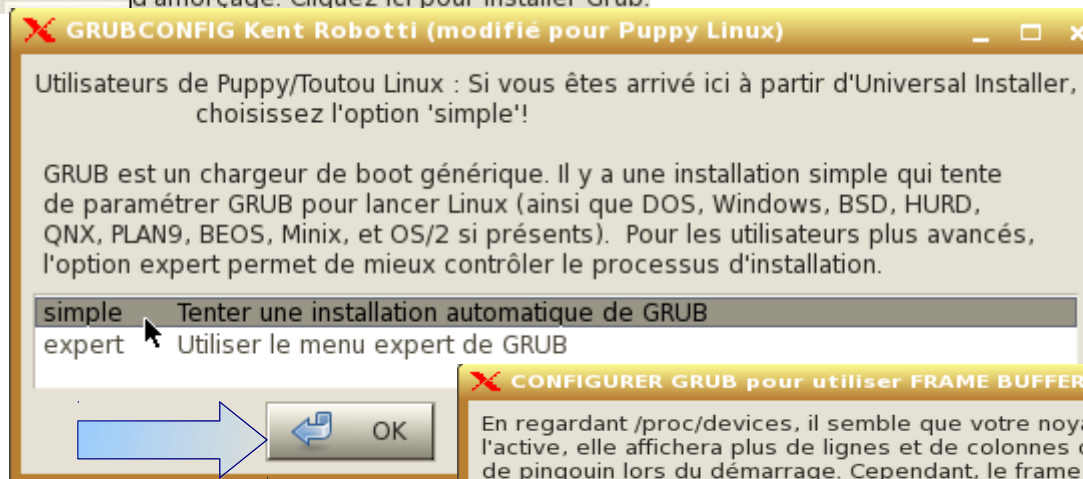 d'amorçage. Cliquez ici pour installer Grub.
GRUBCONFIG Kent Robotti (modifié pour Puppy Linux)
Utilisateurs de Puppy/Toutou Linux : Si vous êtes arrivé ici à partir d'Universal Installer,
choisissez l'option 'simple'!
GRUB est un chargeur de boot générique. Il y a une installation simple qui tente
de paramétrer GRUB pour lancer Linux (ainsi que DOS, Windows, BSD, HURD,
QNX, PLAN9, BEOS, Minix, et OS/2 si présents). Pour les utilisateurs plus avancés,
l'option expert permet de mieux contrôler le processus d'installation.
simple Tenter une installation automatique de GRUB
expert Utiliser le menu expert de GRUB
OK
CONFIGURER GRUB pour utiliser FRAME BUFFER
En regardant /proc/devices, il semble que votre
l'active, elle affichera plus de lignes et de colonnes
de pingouin lors du démarrage. Cependant, le frame